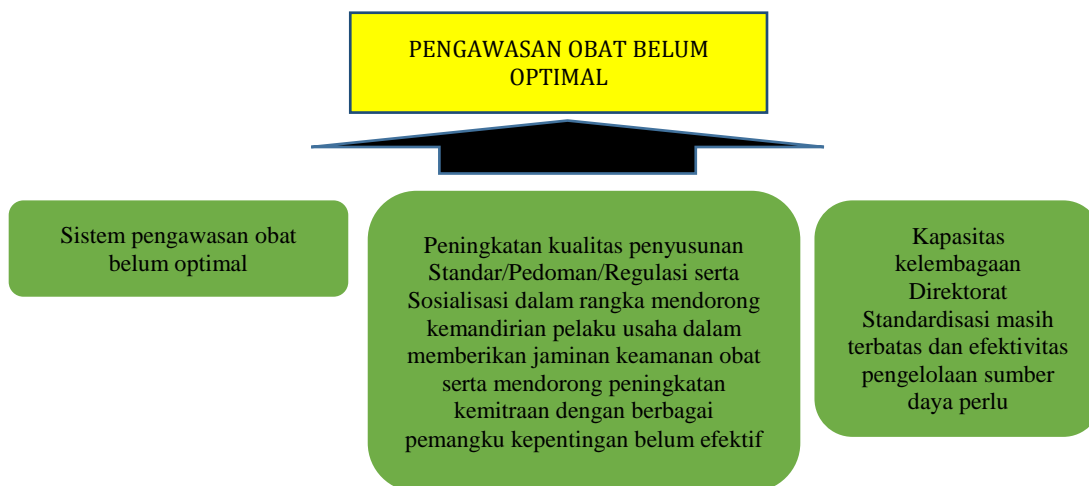 PENGAWASAN OBAT BELUM
OPTIMAL
Sistem pengawasan obat
belum optimal
Peningkatan kualitas penyusunan
Standar/Pedoman/Regulasi serta
Sosialisasi dalam rangka mendorong
kemandirian pelaku usaha dalam
memberikan jaminan keamanan obat
serta mendorong peningkatan
kemitraan dengan berbagai
pemangku kepentingan belum efektif
Kapasitas
kelembagaan
Direktorat
Standardisasi masih
terbatas dan efektivitas
pengelolaan sumber
daya perlu